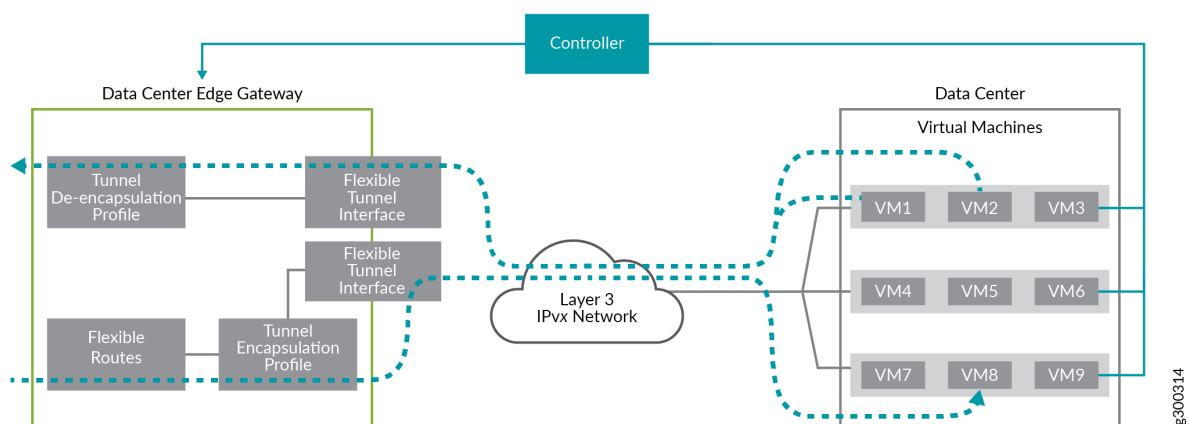 Controller
Data Center Edge Gateway
Data Center
Virtual Machines
Tunnel
De-encapsulation
Profile
Flexible
Tunnel
Interface
VM1
VM2
VM3
Flexible
Tunnel
Interface
Layer 3
IPvx Network
VM4
VM5
VM6
Flexible
Routes
Tunnel
Encapsulation
Profile
VM7
VM8
VM9
g300314